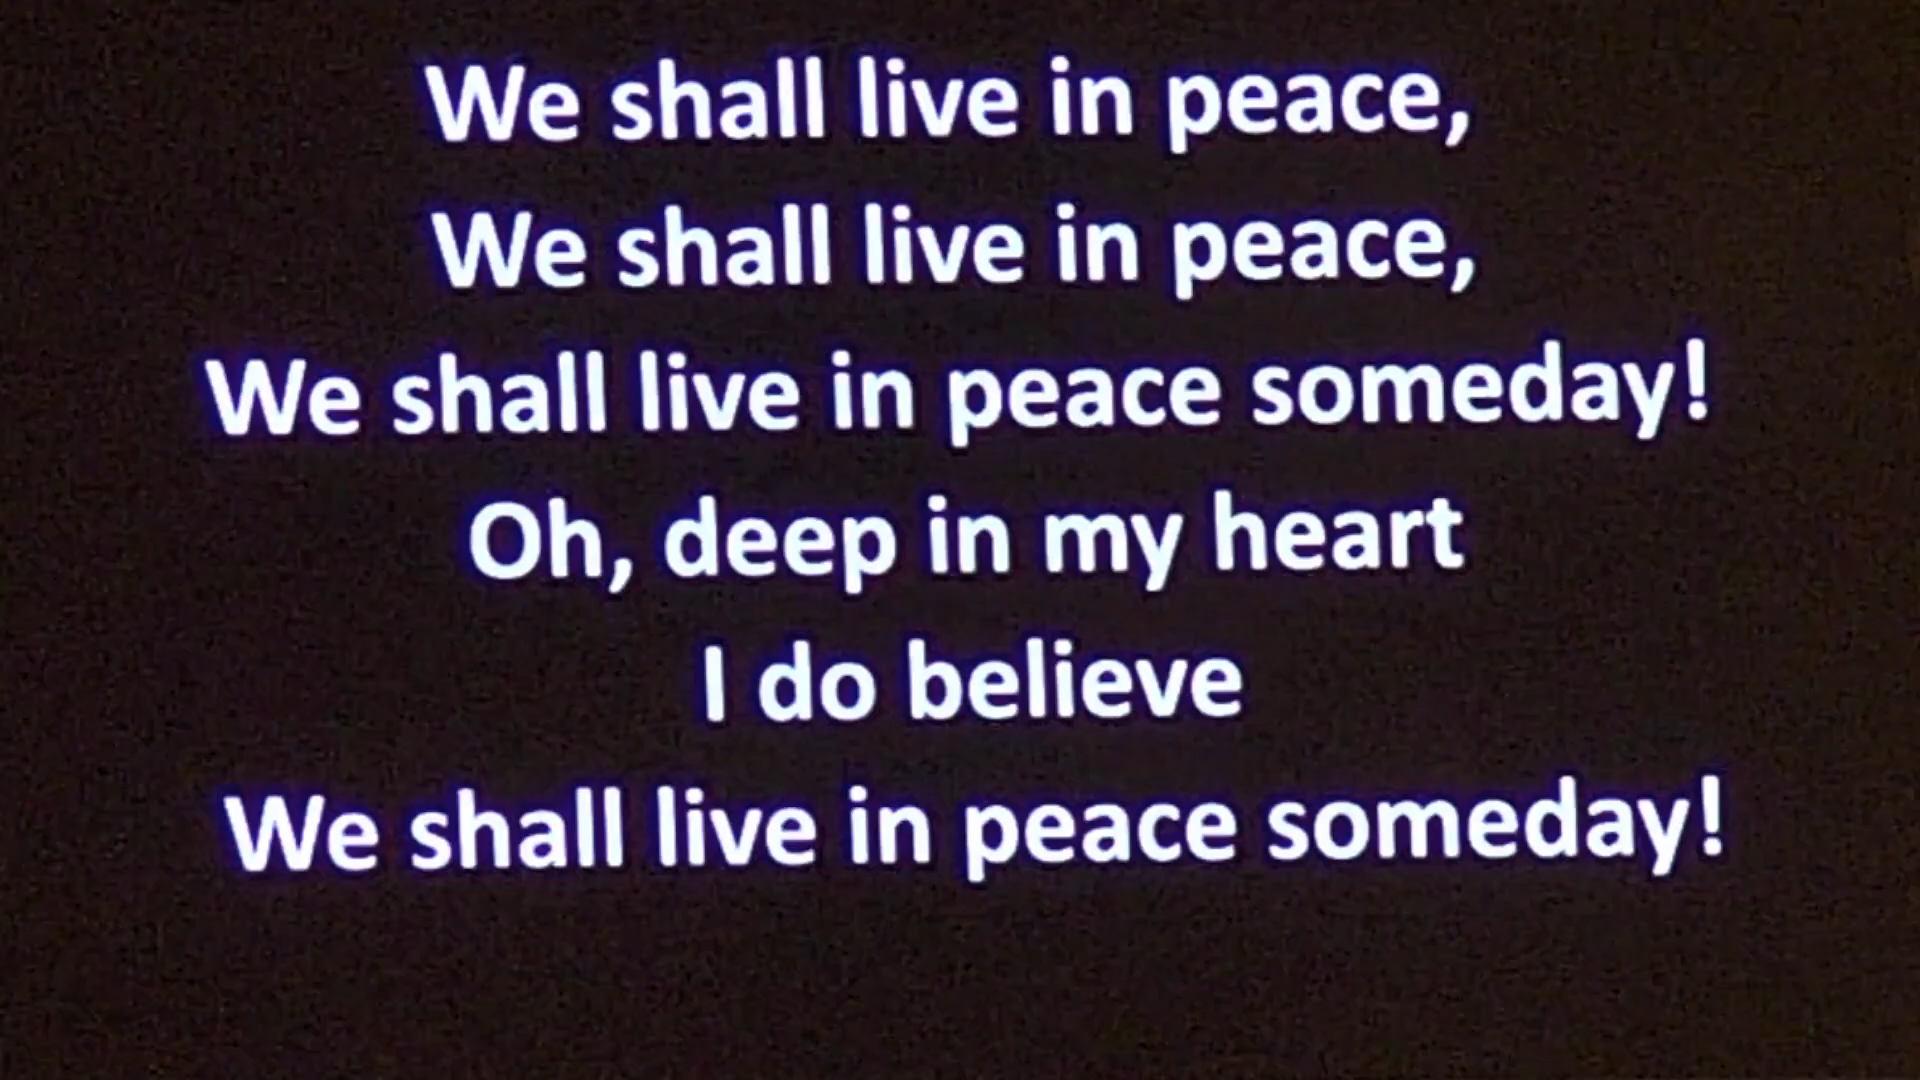 We shall live in peace,
We shall live in peace,
We shall live in peace someday!
Oh, deep in my heart
I do believe
We shall live in peace someday!